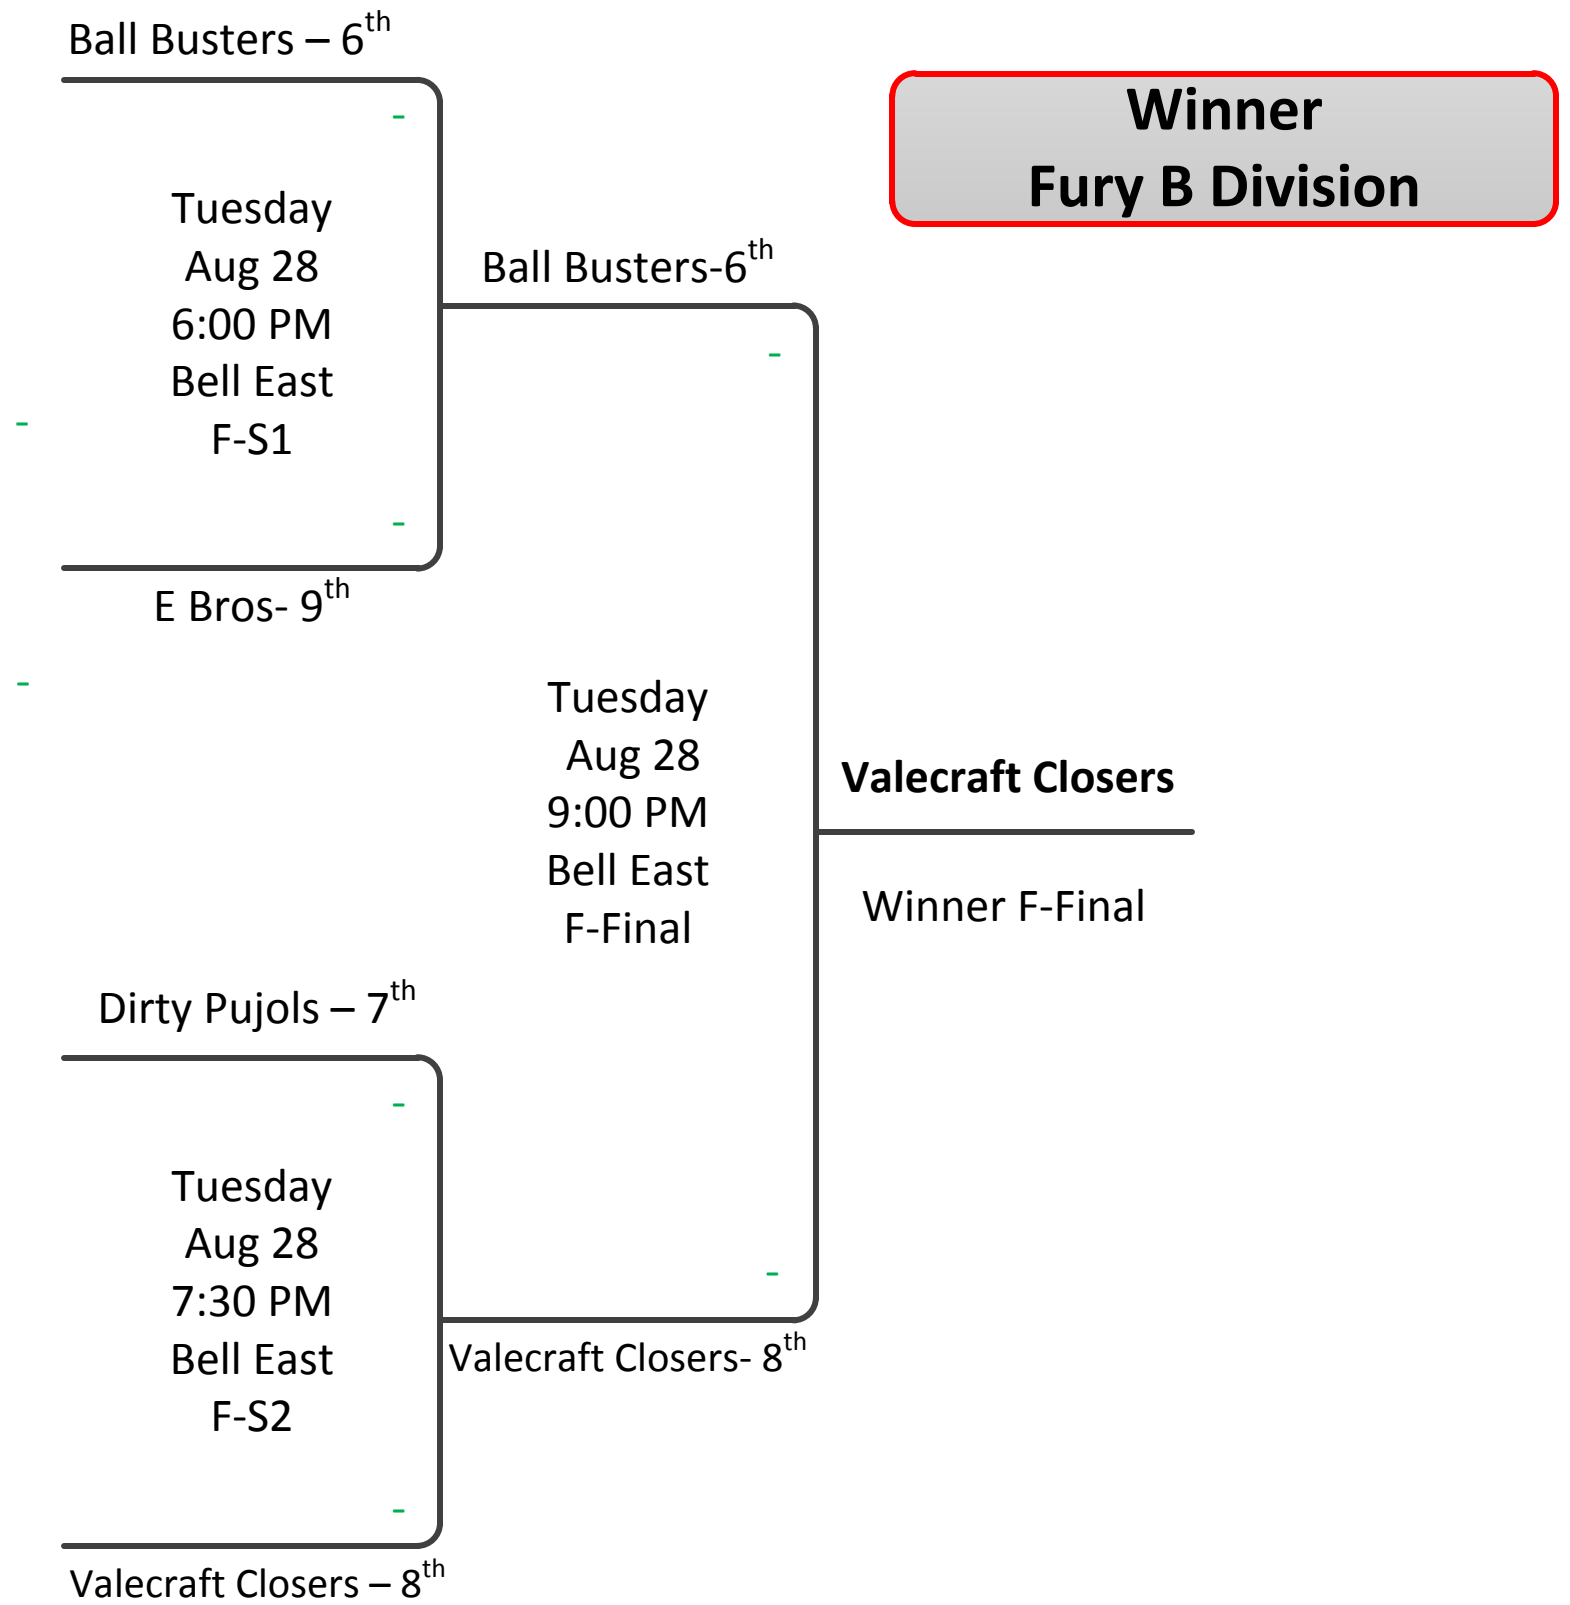 Ball Busters – 6th
Winner
Fury B Division
-
Tuesday
Aug 28
6:00 PM
Bell East
F-S1
-
-
E Bros- 9th
-
Ball Busters-6th
-
Tuesday
Aug 28
9:00 PM
Bell East
F-Final
-
Valecraft Closers
Winner F-Final
Dirty Pujols – 7th
-
Tuesday
Aug 28
7:30 PM
Bell East
F-S2
-
Valecraft Closers- 8th
Valecraft Closers – 8th